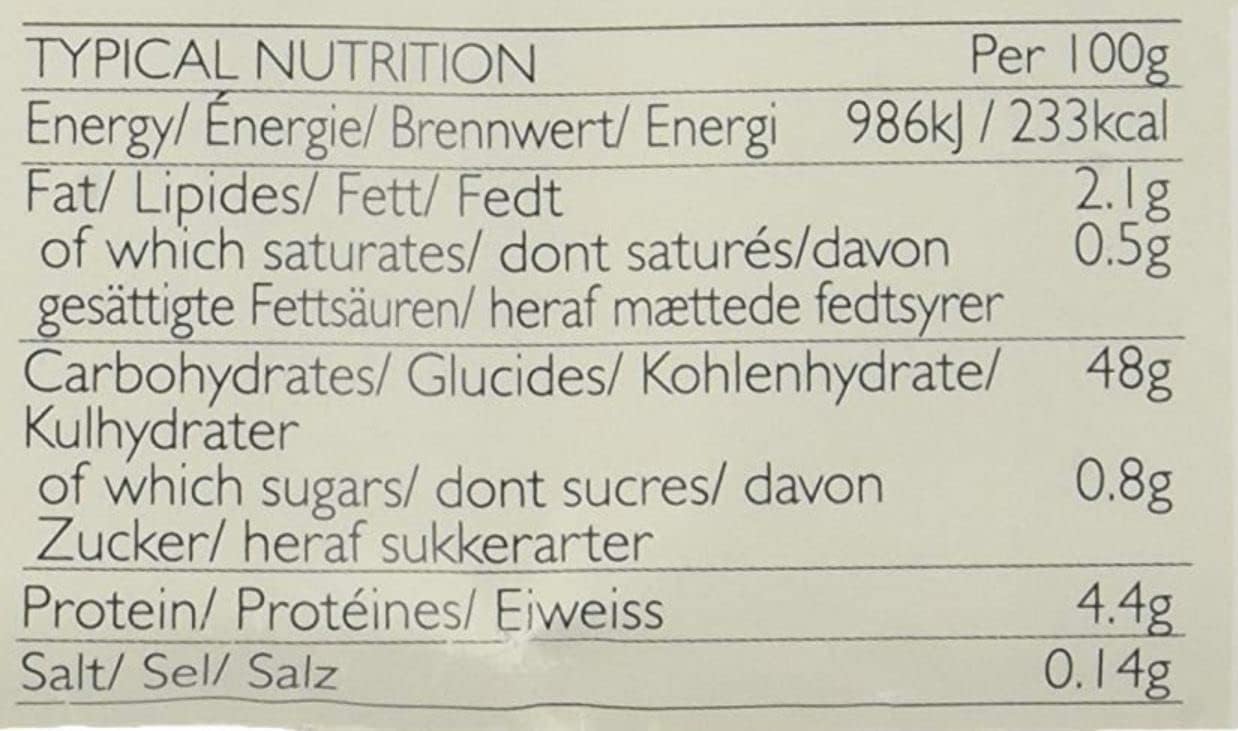 TYPICAL NUTRITION Per 100g
Energy/ Énergie/ Brennwert/ Energi 986kJ / 233kcal
Fat/ Lipides/ Fett/ Fedt 2.1g
of which saturates/ dont saturés/davon 0.5g
gesättigte Fettsäuren/ heraf mættede fedtsyrer
Carbohydrates/ Glucides/ Kohlenhydrate/ 48g
Kulhydrater
of which sugars/ dont sucres/ davon 0.8g
Zucker/ heraf sukkerarter
Protein/ Protéines/ Eiweiss 4.4g
Salt/ Sel/ Salz 0.14g